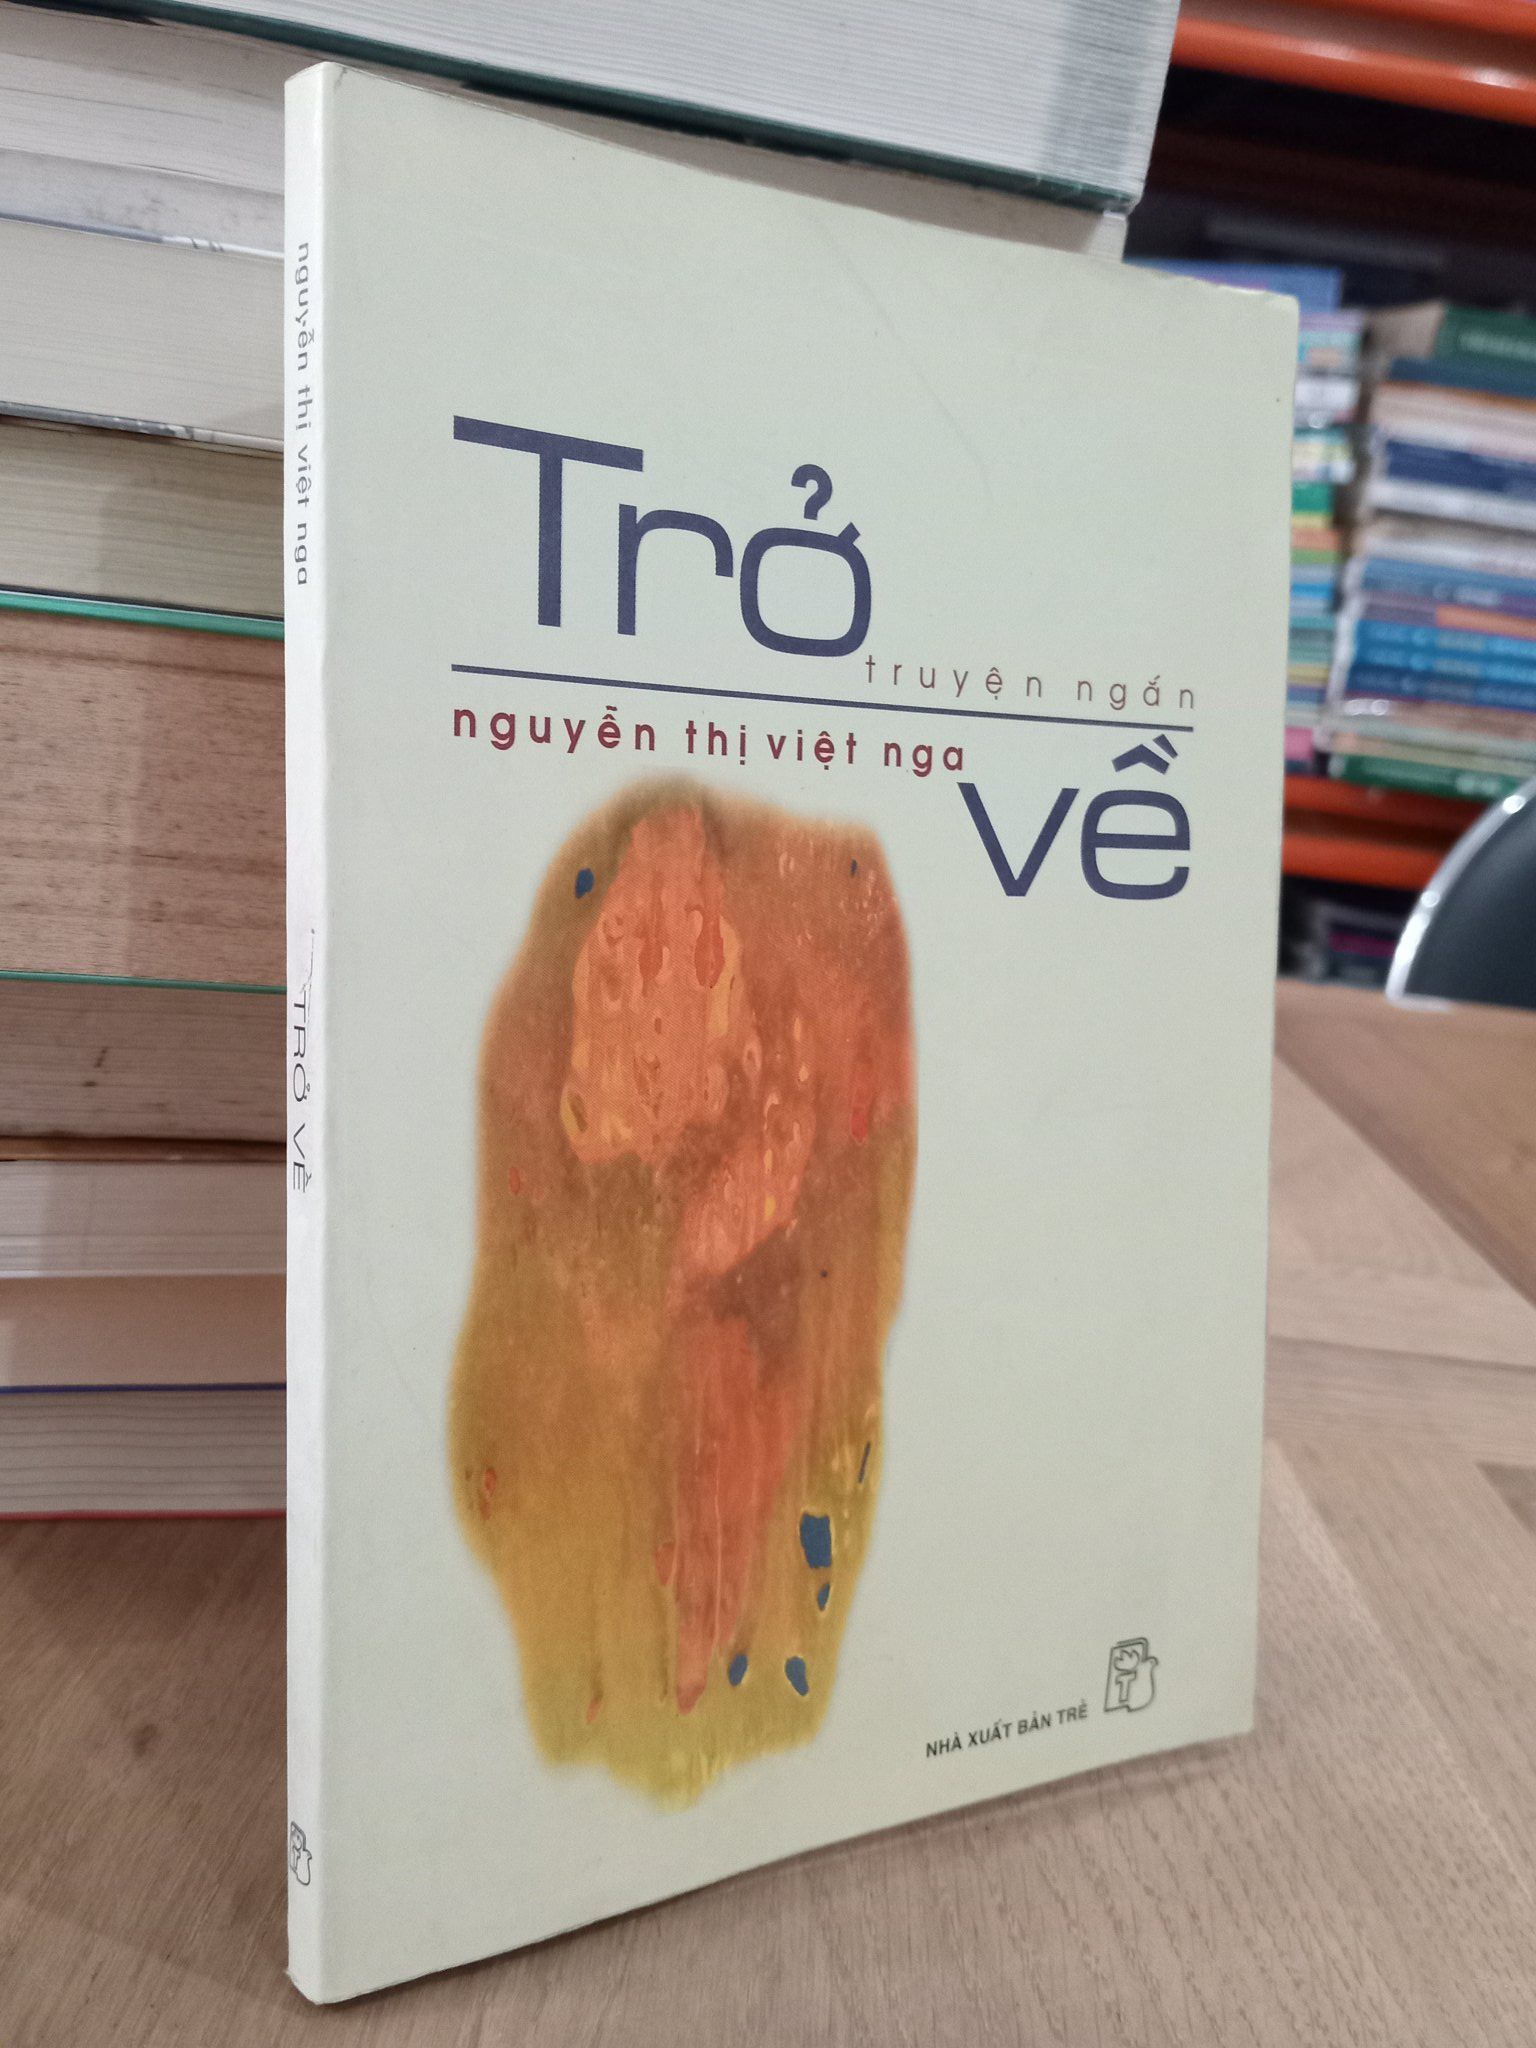 nguyễn thị việt nga
TRỞ VỀ
Trở
truyện ngắn
nguyễn thị việt nga
về
NHÀ XUẤT BẢN TRẺ